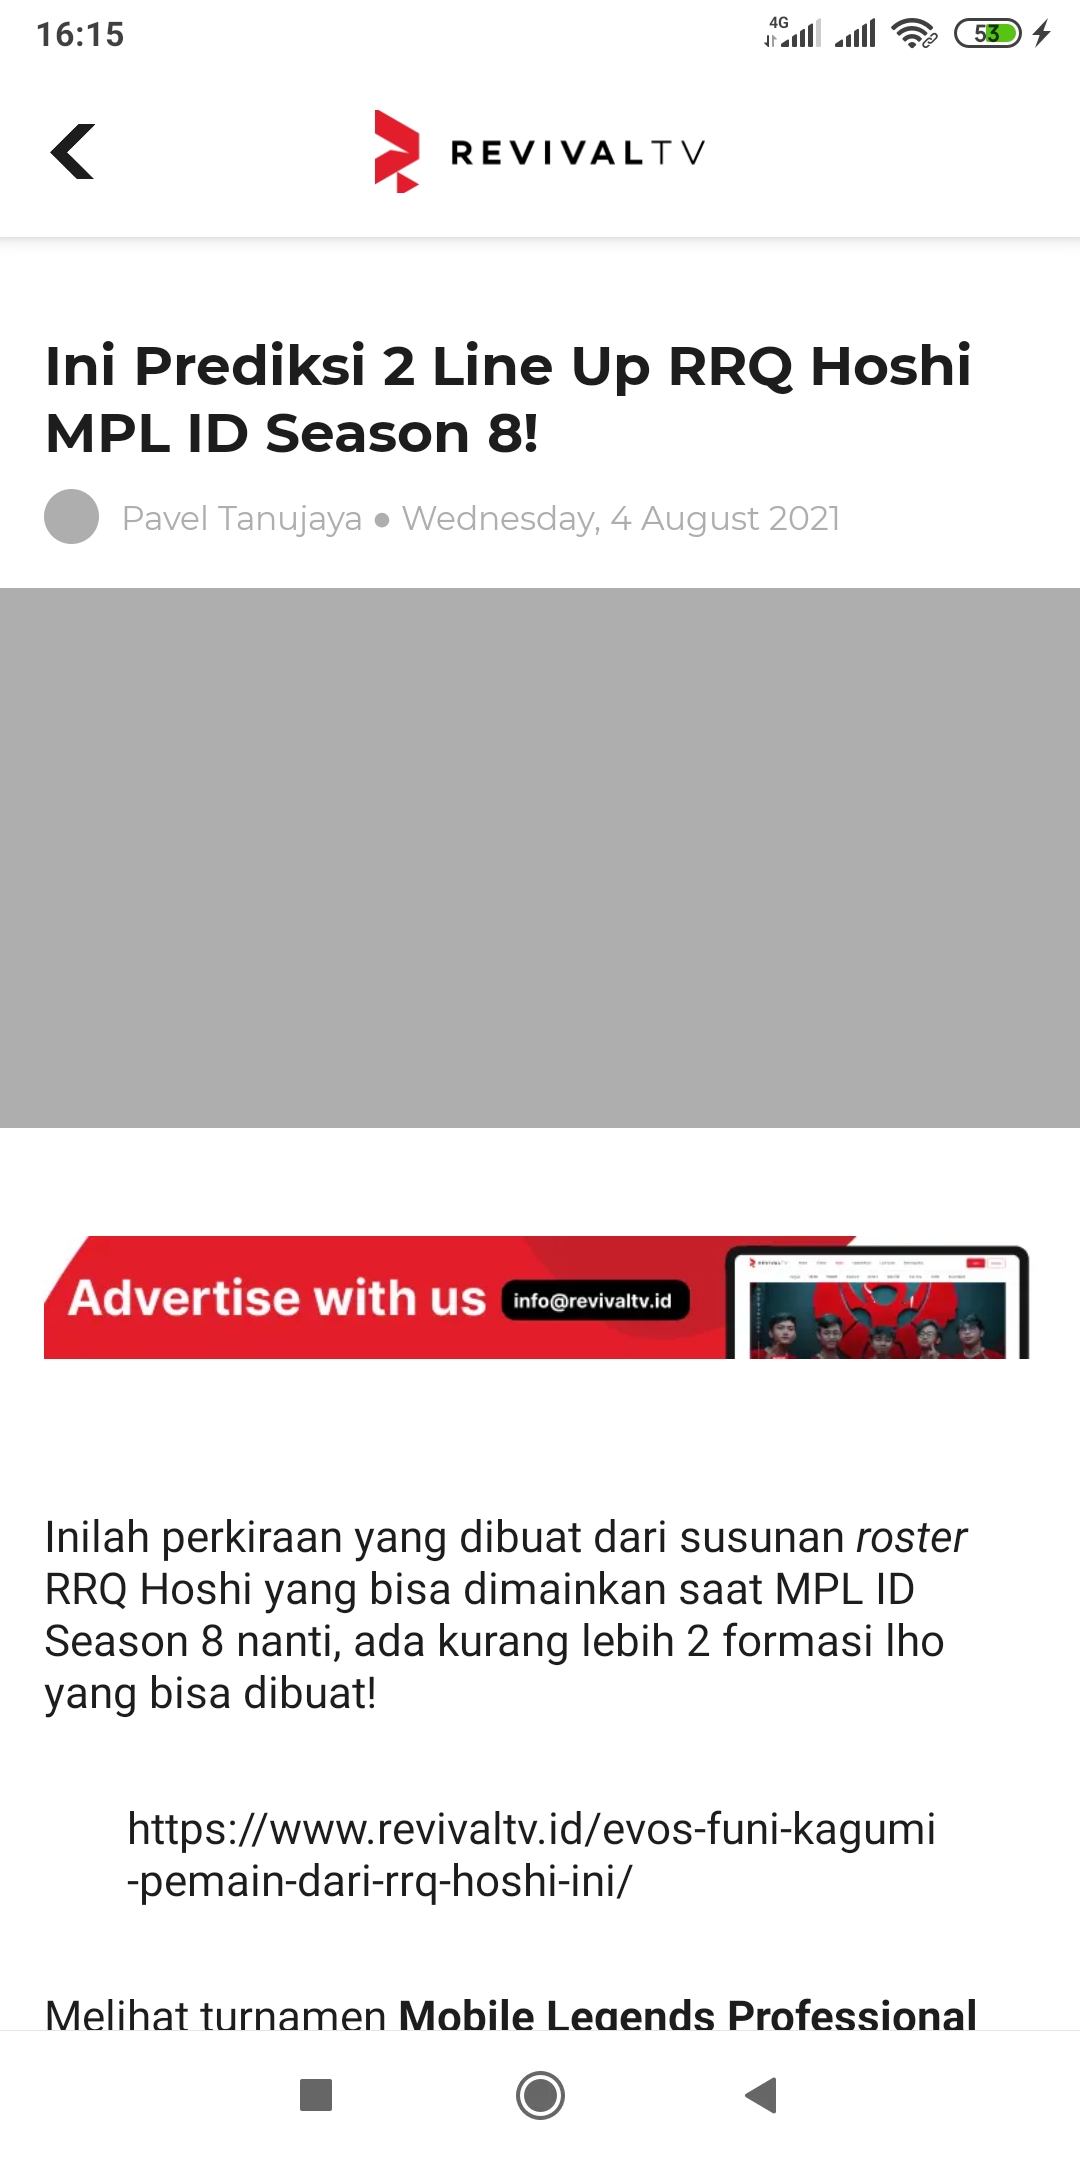 16:15
4G
53
REVIVALTV
Ini Prediksi 2 Line Up RRQ Hoshi
MPL ID Season 8!
Pavel Tanujaya ● Wednesday, 4 August 2021
Advertise with us info@revivaltv.id
Inilah perkiraan yang dibuat dari susunan roster
RRQ Hoshi yang bisa dimainkan saat MPL ID
Season 8 nanti, ada kurang lebih 2 formasi lho
yang bisa dibuat!
https://www.revivaltv.id/evos-funi-kagumi
-pemain-dari-rrq-hoshi-ini/
Melihat turnamen Mobile Legends Professional